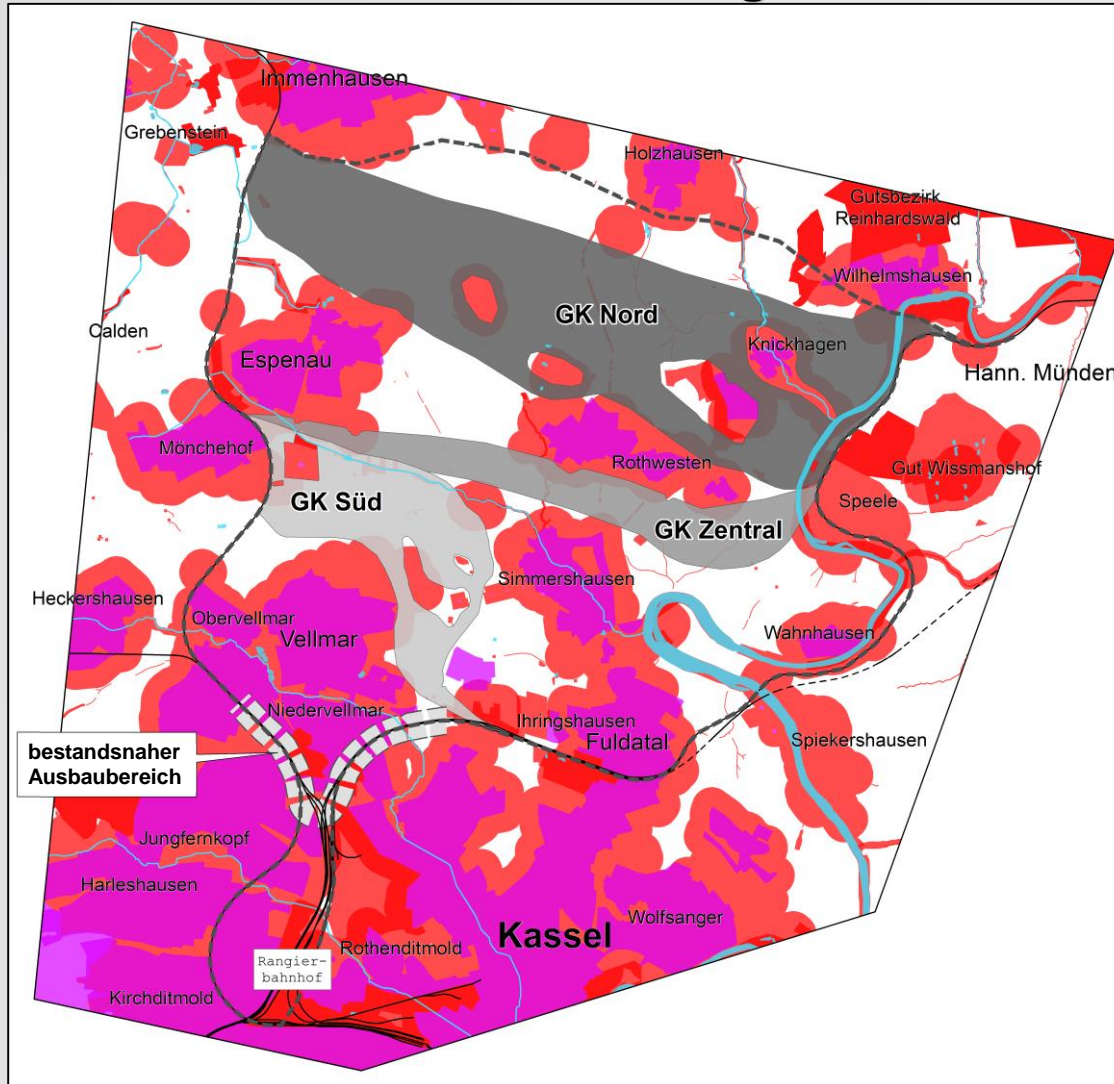 Immenhausen
Grebenstein
Holzhausen
Gutsbezirk
Reinhardswald
Wilhelmshausen
GK Nord
Calden
Knickhagen
Espenau
Hann. Münden
Mönchehof
Rothwesten
Gut Wissmanshof
GK Süd
Speele
GK Zentral
Simmershausen
Heckershausen
Obervellmar
Vellmar
Wahnhausen
Niedervellmar
Ihringshausen
Fuldatal
Spiekershausen
bestandsnaher
Ausbaubereich
Jungfernkopf
Harleshausen
Wolfsanger
Kassel
Rothenditmold
Rangier-
bahnhof
Kirchditmold